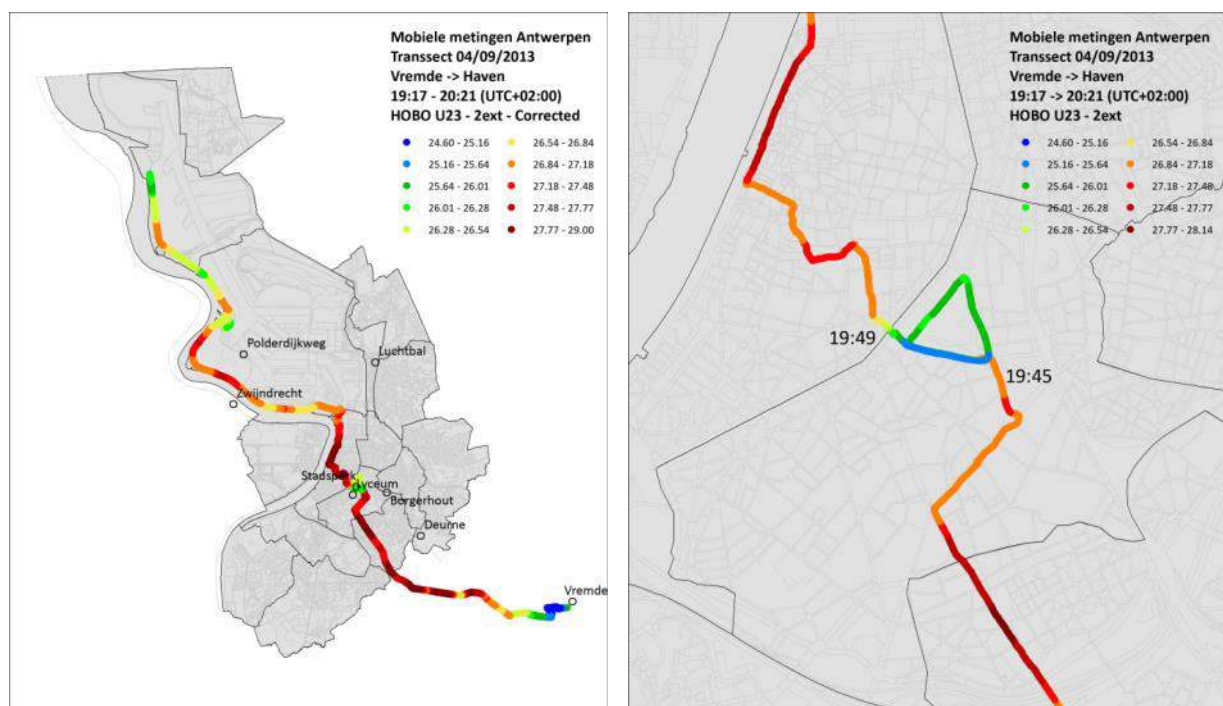 Mobiele metingen Antwerpen
Transsect 04/09/2013
Vremde -> Haven
19:17 - 20:21 (UTC+02:00)
HOBO U23 - 2ext - Corrected
24.60 - 25.16 26.54 - 26.84
25.16 - 25.64 26.84 - 27.18
25.64 - 26.01 27.18 - 27.48
26.01 - 26.28 27.48 - 27.77
26.28 - 26.54 27.77 - 29.00
Polderdijkweg
Luchtbal
Zwijndrecht
Stadspark
Lyceum
Borgerhout
Deurne
Vremde
Mobiele metingen Antwerpen
Transsect 04/09/2013
Vremde -> Haven
19:17 -> 20:21 (UTC+02:00)
HOBO U23 - 2ext
24.60 - 25.16 26.54 - 26.84
25.16 - 25.64 26.84 - 27.18
25.64 - 26.01 27.18 - 27.48
26.01 - 26.28 27.48 - 27.77
26.28 - 26.54 27.77 - 28.14
19:49
19:45